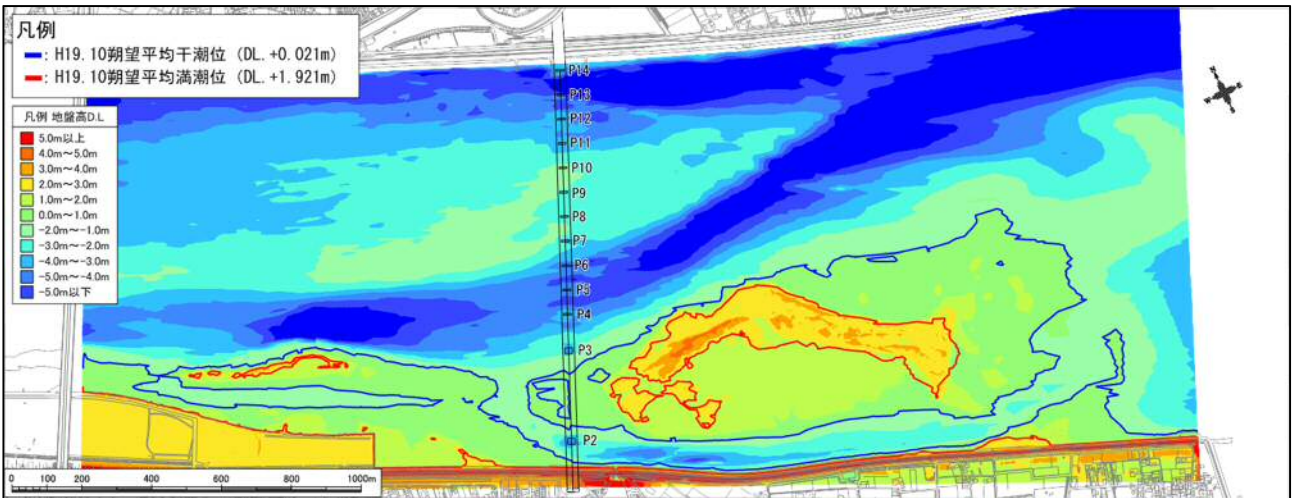 凡例
: H19.10朔望平均干潮位 (DL.+0.021m)
: H19.10朔望平均満潮位 (DL.+1.921m)
凡例 地盤高D.L
5.0m以上
4.0m～5.0m
3.0m～4.0m
2.0m～3.0m
1.0m～2.0m
0.0m～1.0m
-2.0m～-1.0m
-3.0m～-2.0m
-4.0m～-3.0m
-5.0m～-4.0m
-5.0m以下
P14
P13
P12
P11
P10
P9
P8
P7
P6
P5
P4
P3
P2
0 200 400 600 800 1000m